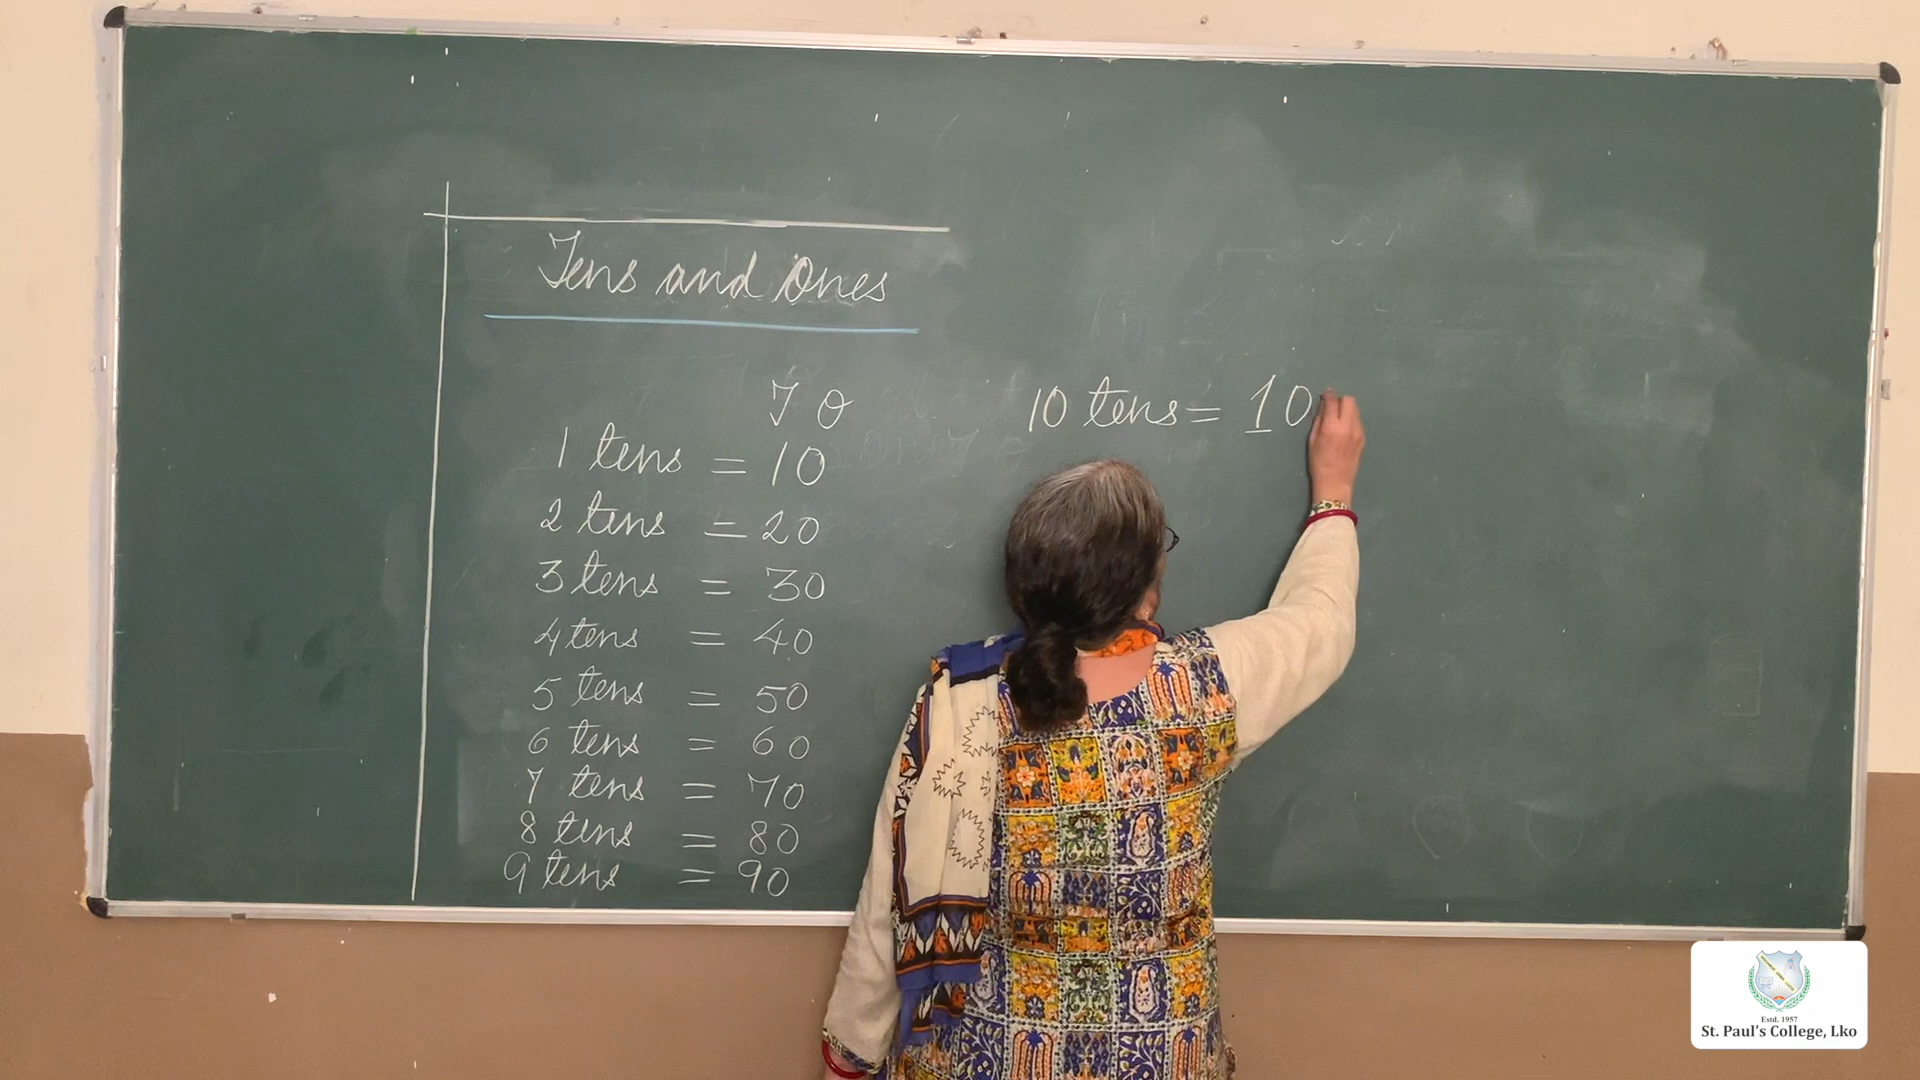 Tens and Ones
T O
1 tens = 10
2 tens = 20
3 tens = 30
4 tens = 40
5 tens = 50
6 tens = 60
7 tens = 70
8 tens = 80
9 tens = 90
10 tens = 10
Estd. 1957
St. Paul's College, Lko